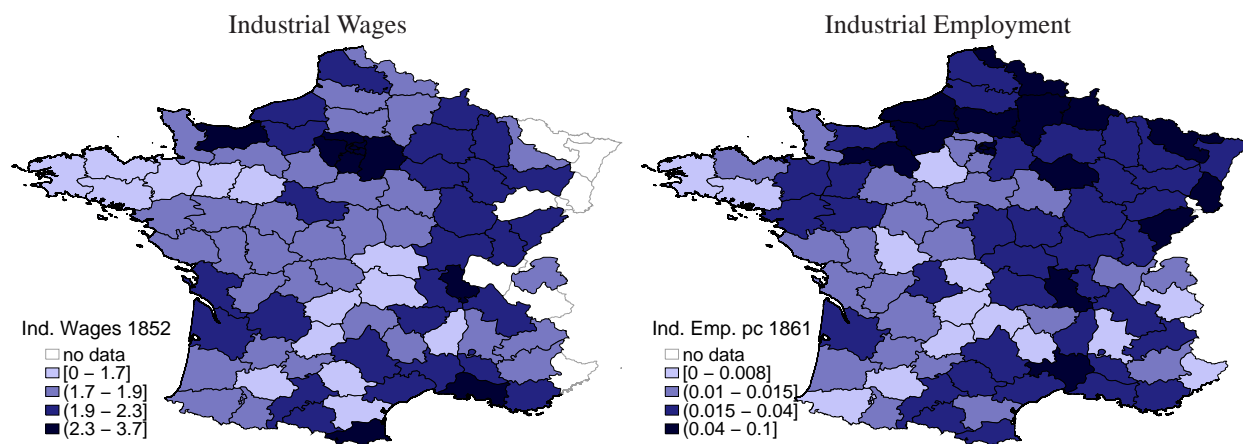 Industrial Wages
Ind. Wages 1852
no data
[0 – 1.7]
(1.7 – 1.9]
(1.9 – 2.3]
(2.3 – 3.7]
Industrial Employment
Ind. Emp. pc 1861
no data
[0 – 0.008]
(0.01 – 0.015]
(0.015 – 0.04]
(0.04 – 0.1]